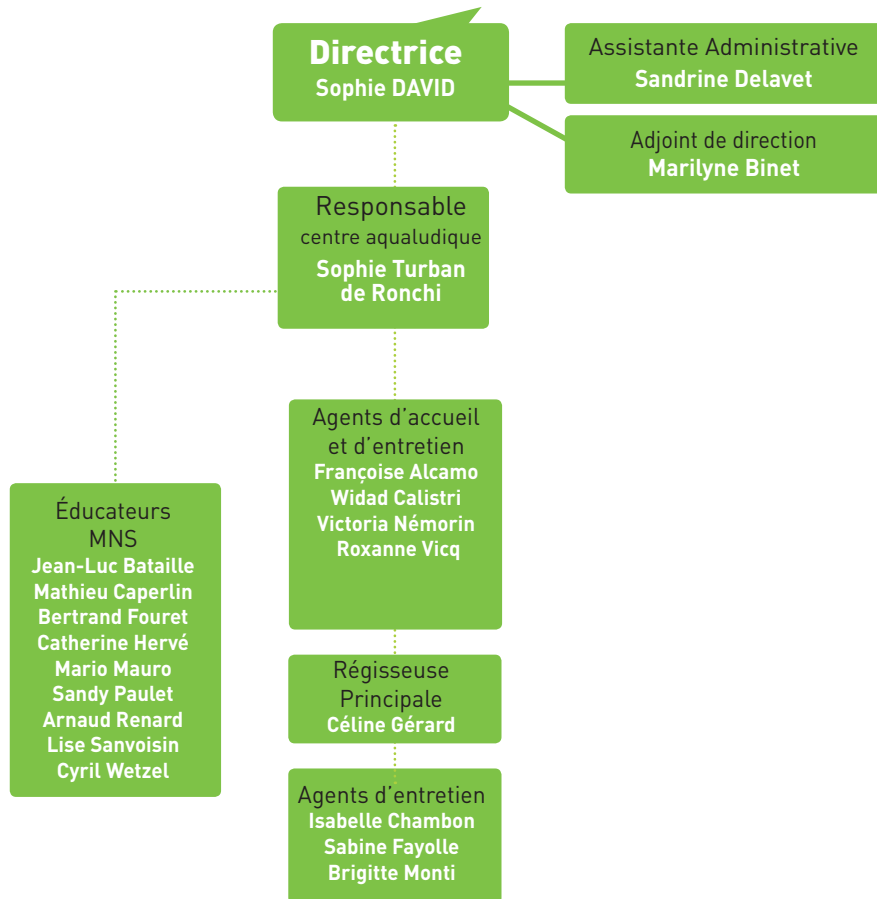 Directrice
Sophie DAVID
Assistante Administrative
Sandrine Delavet
Adjoint de direction
Marilyne Binet
Responsable
centre aqualudique
Sophie Turban
de Ronchi
Agents d’accueil
et d’entretien
Françoise Alcamo
Widad Calistri
Victoria Némorin
Roxanne Vicq
Éducateurs
MNS
Jean-Luc Bataille
Mathieu Caperlin
Bertrand Fouret
Catherine Hervé
Mario Mauro
Sandy Paulet
Arnaud Renard
Lise Sanvoisin
Cyril Wetzel
Régisseuse
Principale
Céline Gérard
Agents d’entretien
Isabelle Chambon
Sabine Fayolle
Brigitte Monti